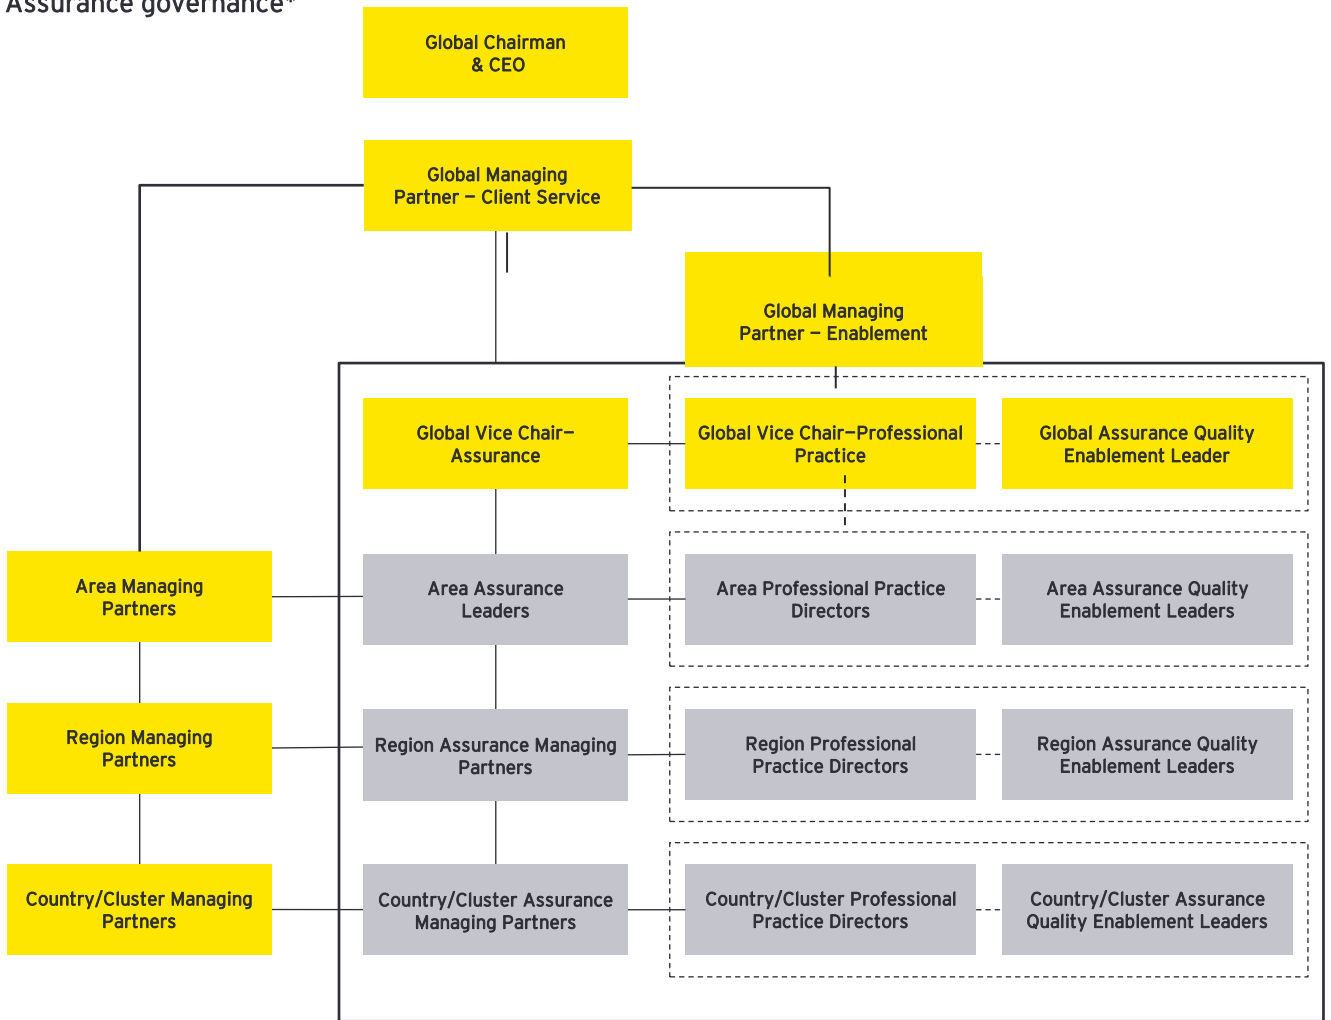 Assurance governance*
Global Chairman
& CEO
Global Managing
Partner – Client Service
Global Managing
Partner – Enablement
Global Vice Chair–
Assurance
Global Vice Chair–Professional
Practice
Global Assurance Quality
Enablement Leader
Area Managing
Partners
Area Assurance
Leaders
Area Professional Practice
Directors
Area Assurance Quality
Enablement Leaders
Region Managing
Partners
Region Assurance Managing
Partners
Region Professional
Practice Directors
Region Assurance Quality
Enablement Leaders
Country/Cluster Managing
Partners
Country/Cluster Assurance
Managing Partners
Country/Cluster Professional
Practice Directors
Country/Cluster Assurance
Quality Enablement Leaders